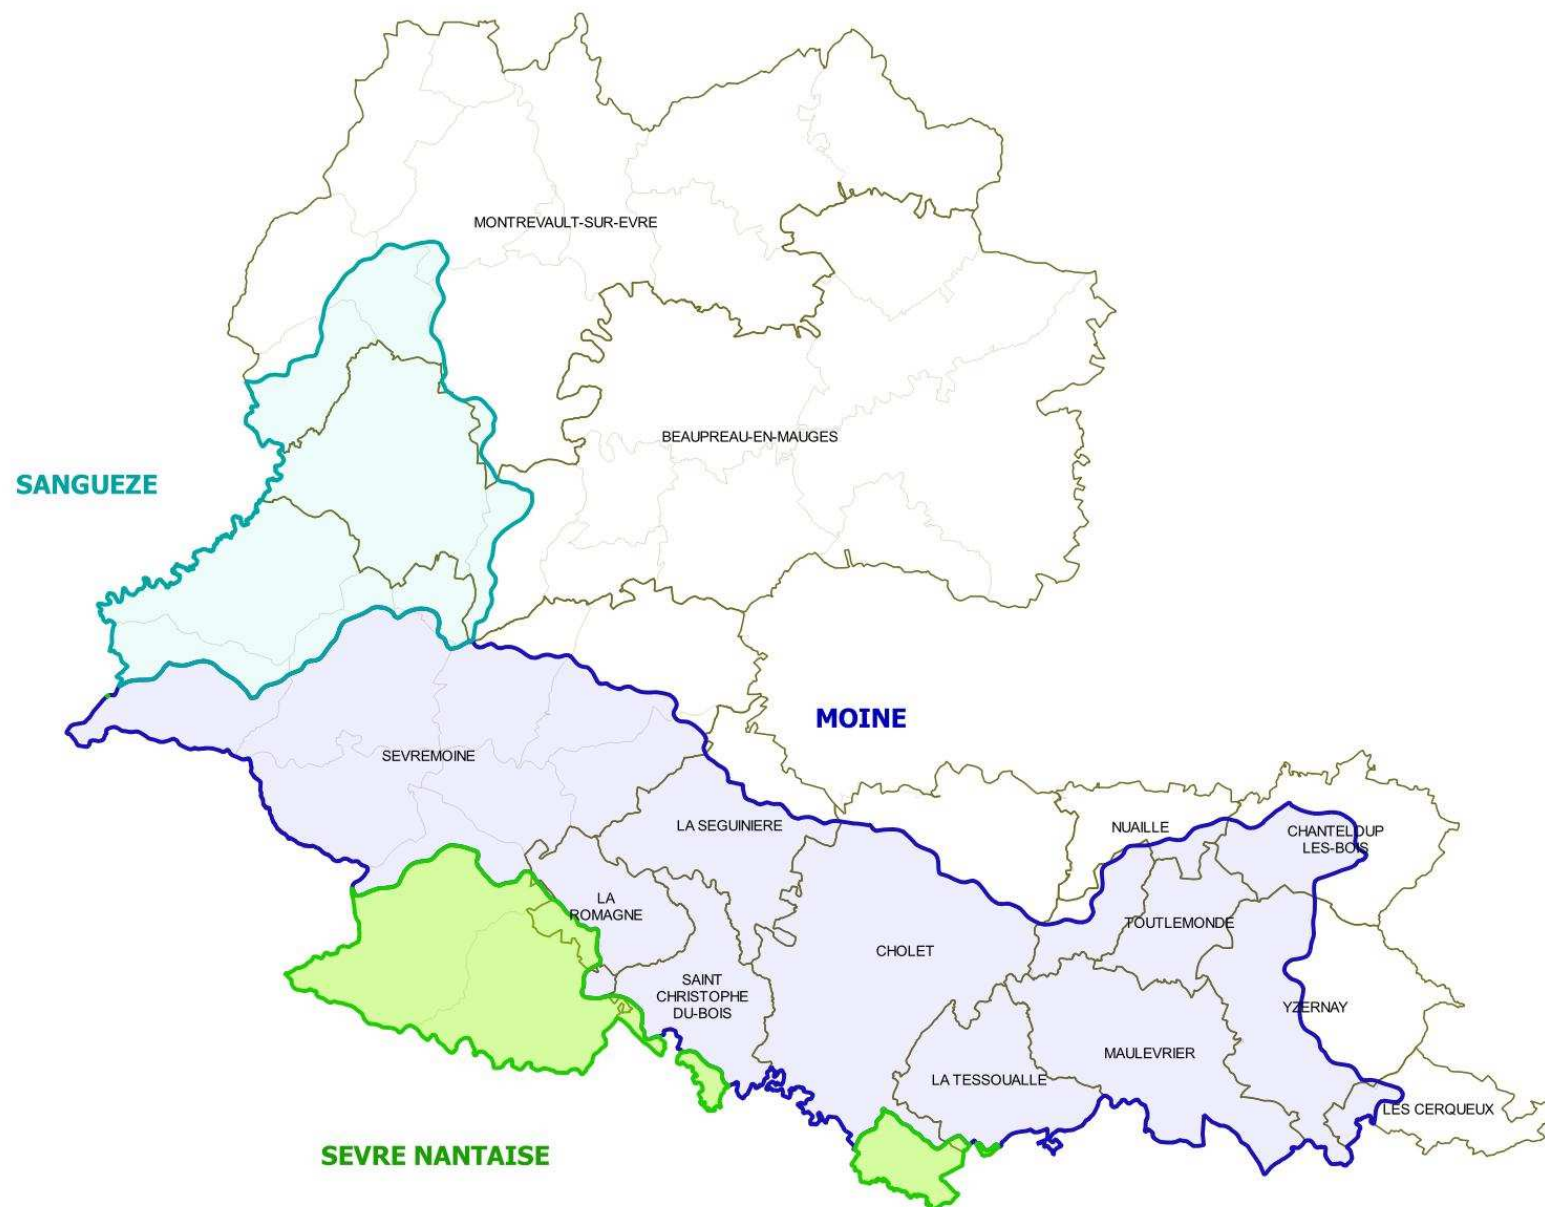 MONTREVAULT-SUR-EVRE
BEAUPREAU-EN-MAUGES
SANGUEZE
MOINE
SEVREMOINE
LA SEGUINIERE
NUAILLE
CHANTELOUP
LES-BOIS
LA
ROMAGNE
TOUTLEMONDE
CHOLET
SAINT
CHRISTOPHE
DU-BOIS
YZERNAY
MAULEVRIER
LA TESSOUALLE
LES CERQUEUX
SEVRE NANTAISE